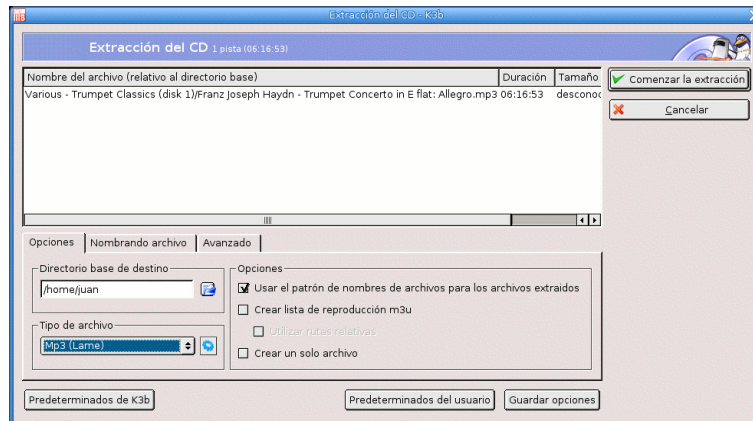 Extracción del CD - K3b
Extracción del CD 1 pista (06:16:53)
Nombre del archivo (relativo al directorio base) Duración Tamaño
Various - Trumpet Classics (disk 1)/Franz Joseph Haydn - Trumpet Concerto in E flat: Allegro.mp3 06:16:53 descono
Comenzar la extracción
Cancelar
Opciones Nombrando archivo Avanzado
Directorio base de destino
/home/juan
Tipo de archivo
Mp3 (Lame)
Opciones
Usar el patrón de nombres de archivos para los archivos extraidos
Crear lista de reproducción m3u
Utilizar rutas relativas
Crear un solo archivo
Predeterminados de K3b Predeterminados del usuario Guardar opciones